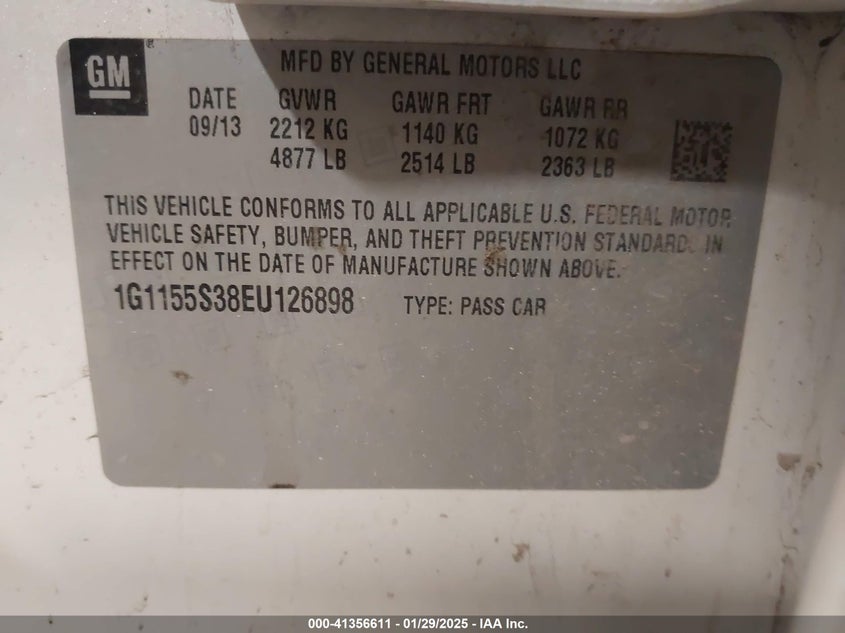 GM
MFD BY GENERAL MOTORS LLC
DATE GVWR GAWR FRT GAWR RR
09/13 2212 KG 1140 KG 1072 KG
4877 LB 2514 LB 2363 LB
THIS VEHICLE CONFORMS TO ALL APPLICABLE U.S. FEDERAL MOTOR
VEHICLE SAFETY, BUMPER, AND THEFT PREVENTION STANDARDS IN
EFFECT ON THE DATE OF MANUFACTURE SHOWN ABOVE.
1G1155S38EU126898 TYPE: PASS CAR
000-41356611 - 01/29/2025 - IAA Inc.